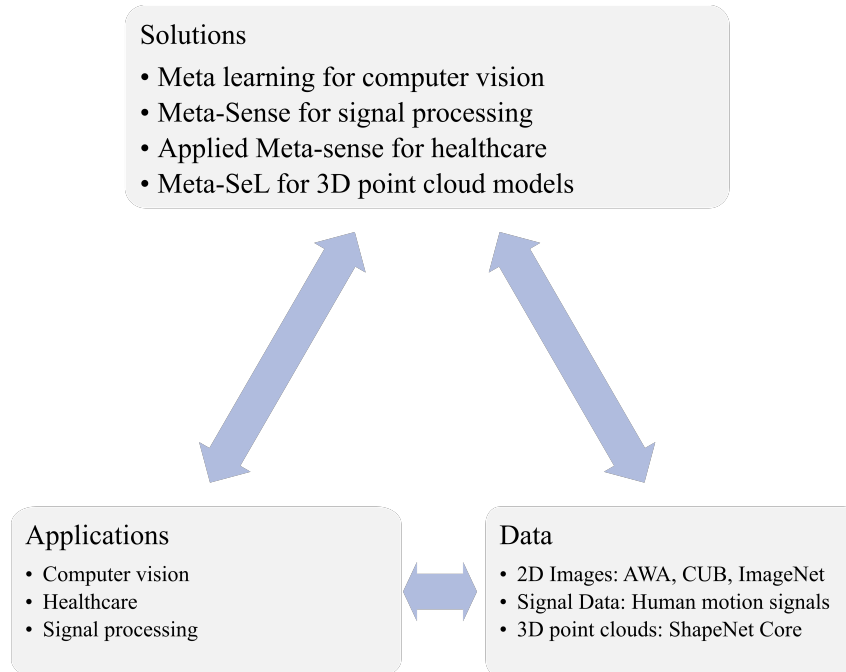 Solutions
• Meta learning for computer vision
• Meta-Sense for signal processing
• Applied Meta-sense for healthcare
• Meta-SeL for 3D point cloud models
Applications
• Computer vision
• Healthcare
• Signal processing
Data
• 2D Images: AWA, CUB, ImageNet
• Signal Data: Human motion signals
• 3D point clouds: ShapeNet Core